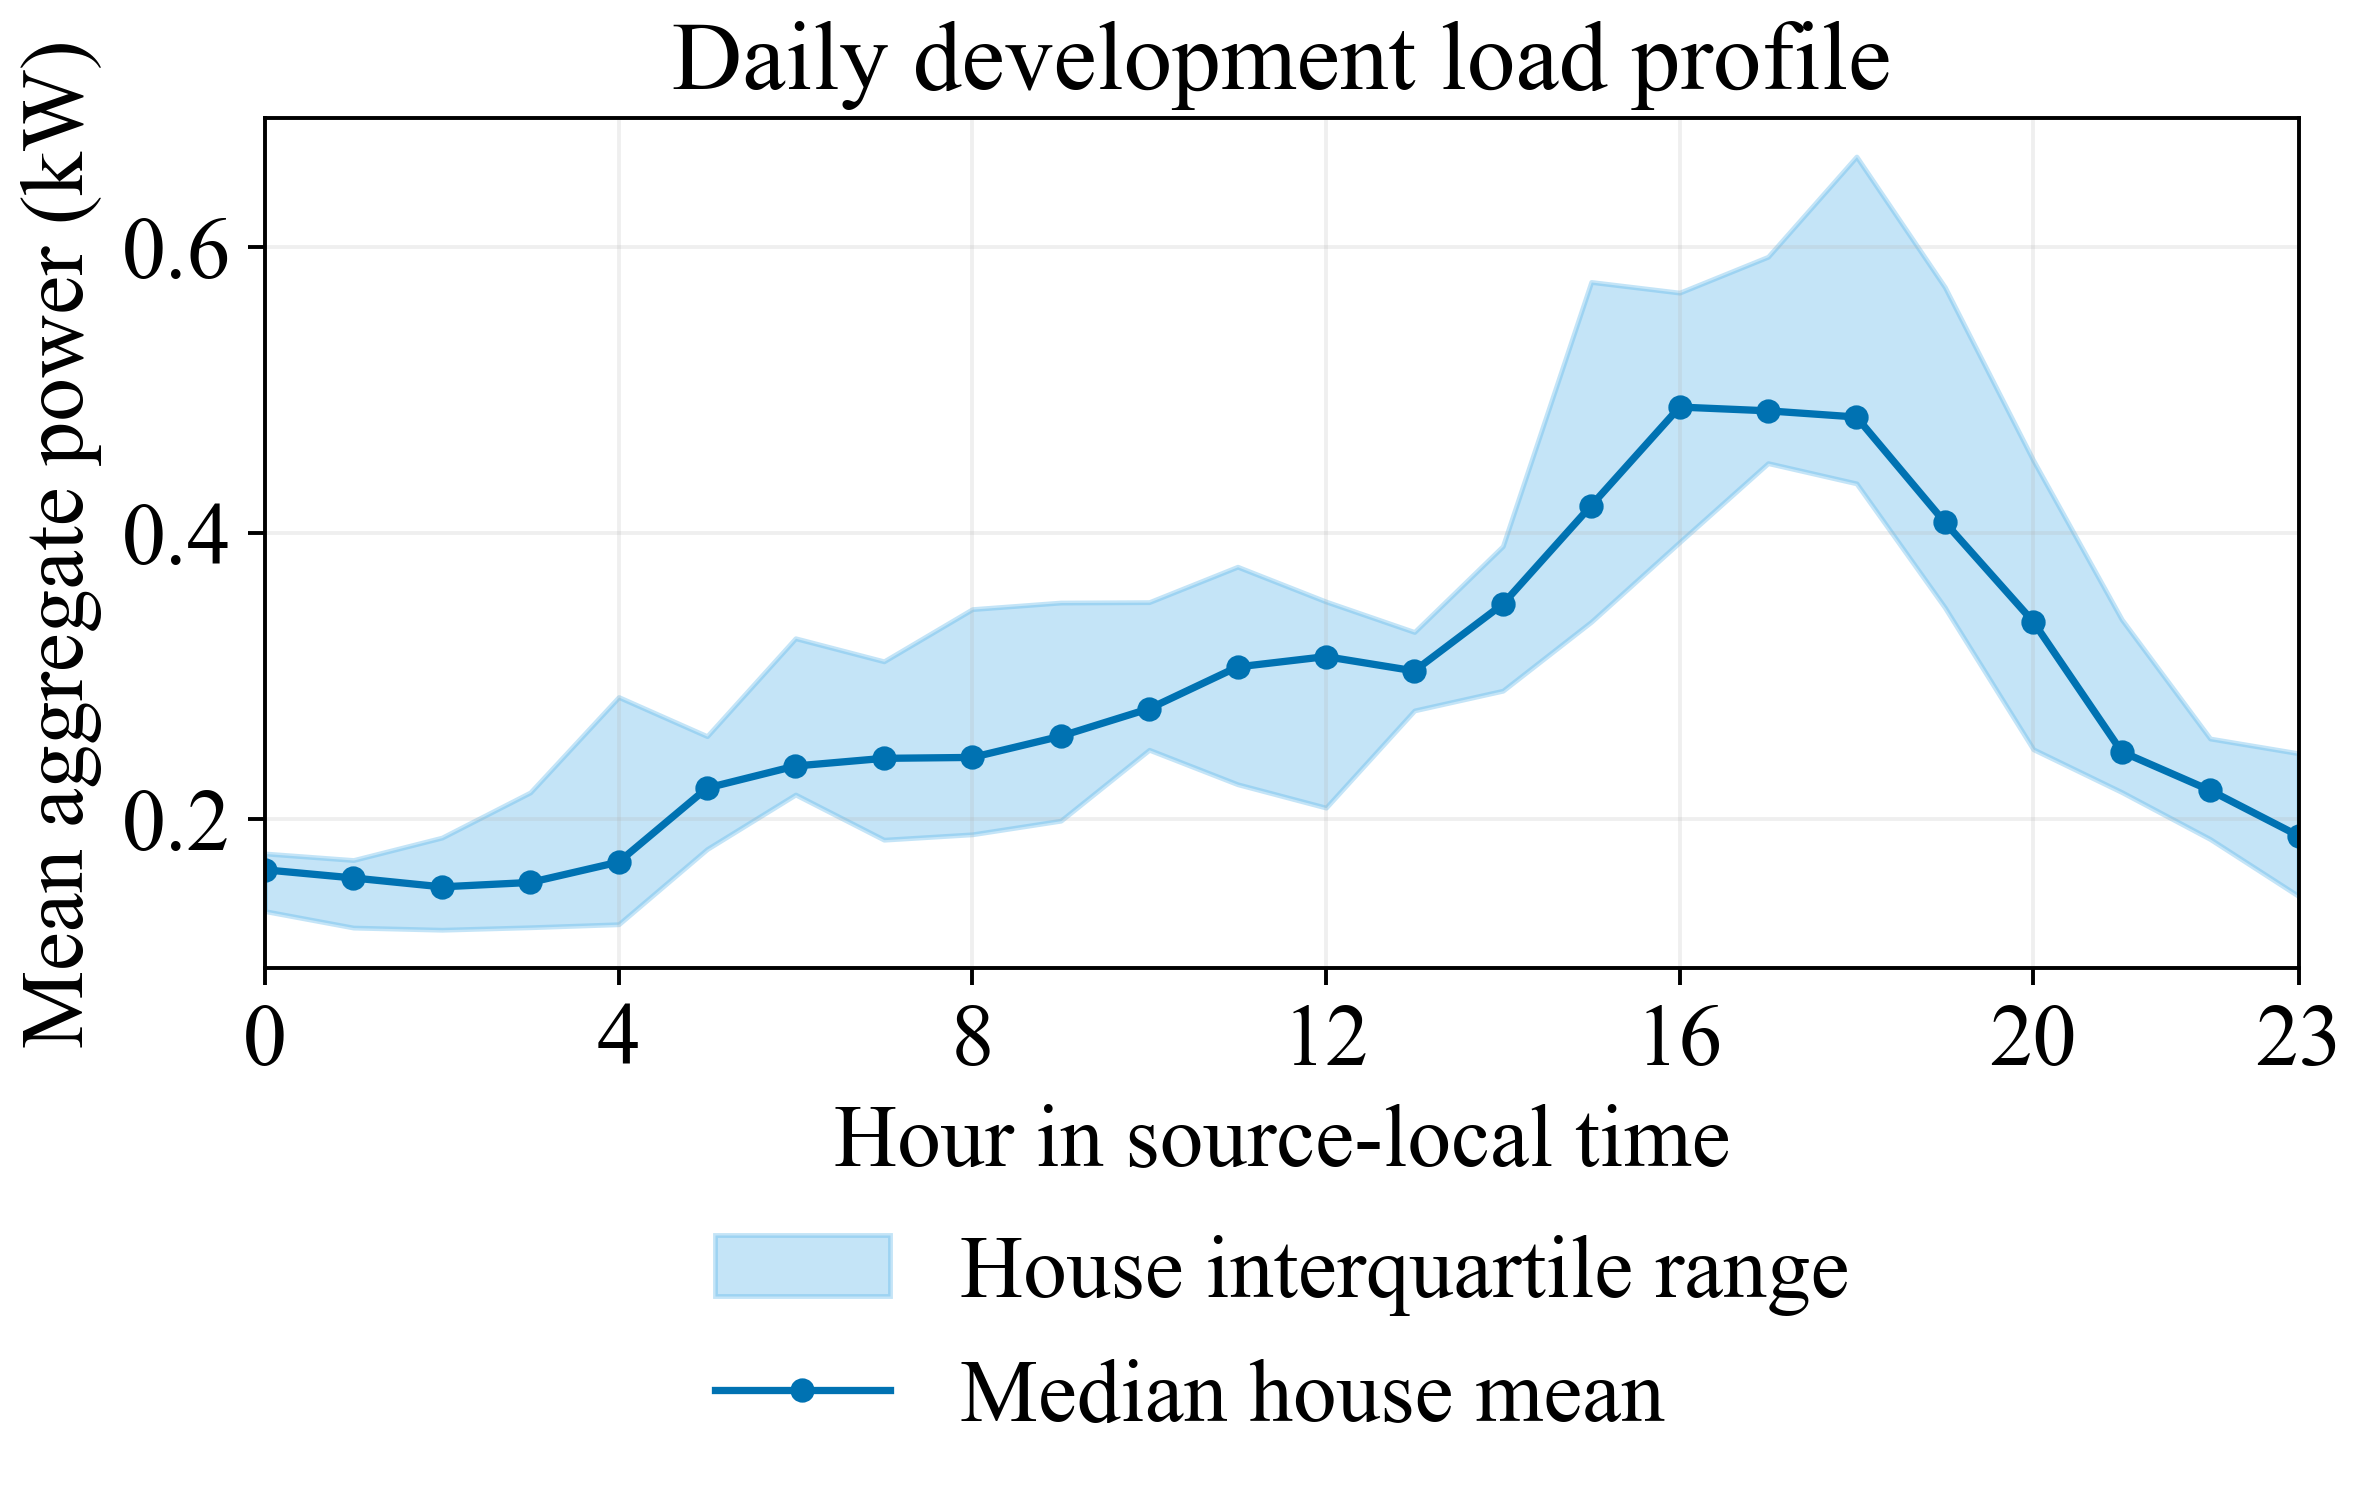 Daily development load profile
Mean aggregate power (kW)
0.6
0.4
0.2
0 4 8 12 16 20 23
Hour in source-local time
House interquartile range
Median house mean